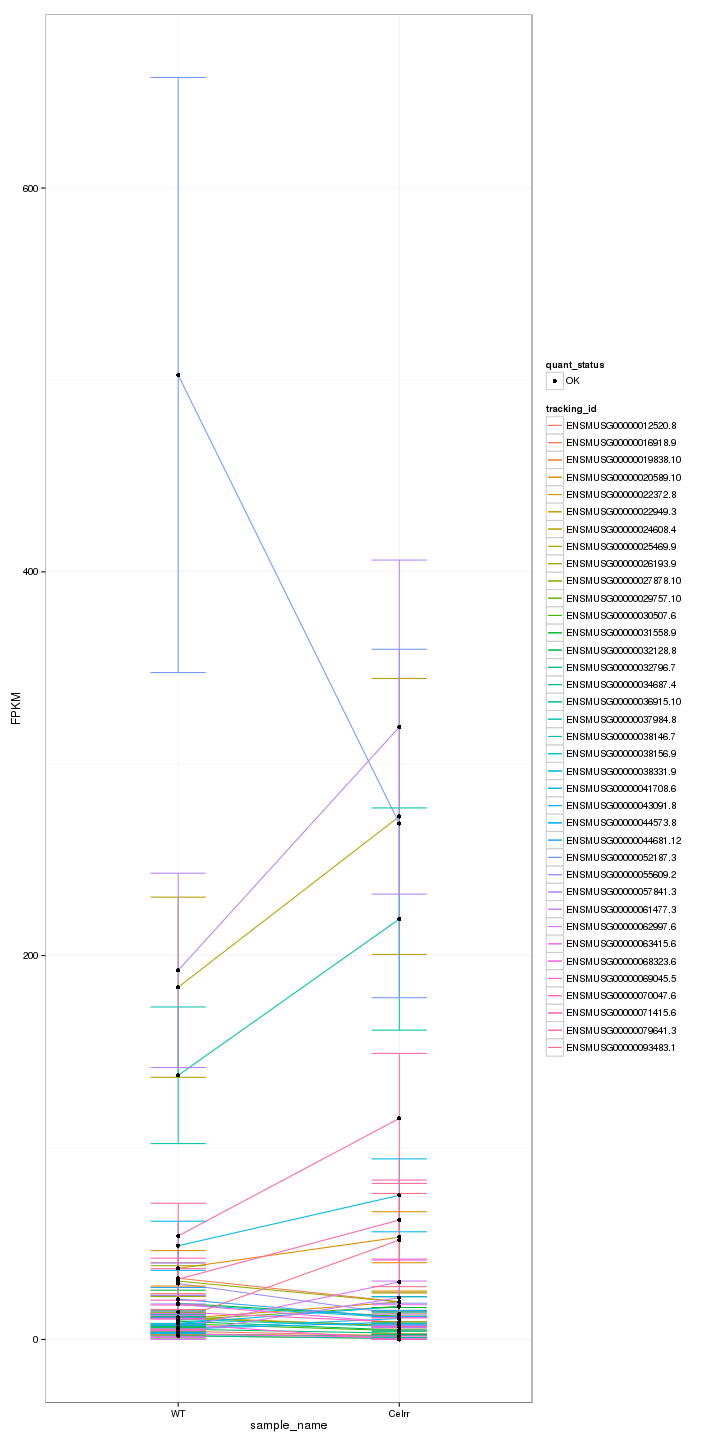 600
400
200
0
FPKM
WT
Celrr
sample_name
quant_status
OK
tracking_id
ENSMUSG00000012520.8
ENSMUSG00000016918.9
ENSMUSG00000019838.10
ENSMUSG00000020589.10
ENSMUSG00000022372.8
ENSMUSG00000022949.3
ENSMUSG00000024608.4
ENSMUSG00000025469.9
ENSMUSG00000026193.9
ENSMUSG00000027878.10
ENSMUSG00000029757.10
ENSMUSG00000030507.6
ENSMUSG00000031558.9
ENSMUSG00000032128.8
ENSMUSG00000032796.7
ENSMUSG00000034687.4
ENSMUSG00000036915.10
ENSMUSG00000037984.8
ENSMUSG00000038146.7
ENSMUSG00000038156.9
ENSMUSG00000038331.9
ENSMUSG00000041708.6
ENSMUSG00000043091.8
ENSMUSG00000044573.8
ENSMUSG00000044681.12
ENSMUSG00000052187.3
ENSMUSG00000055609.2
ENSMUSG00000057841.3
ENSMUSG00000061477.3
ENSMUSG00000062997.6
ENSMUSG00000063415.6
ENSMUSG00000068323.6
ENSMUSG00000069045.5
ENSMUSG00000070047.6
ENSMUSG00000071415.6
ENSMUSG00000079641.3
ENSMUSG00000093483.1